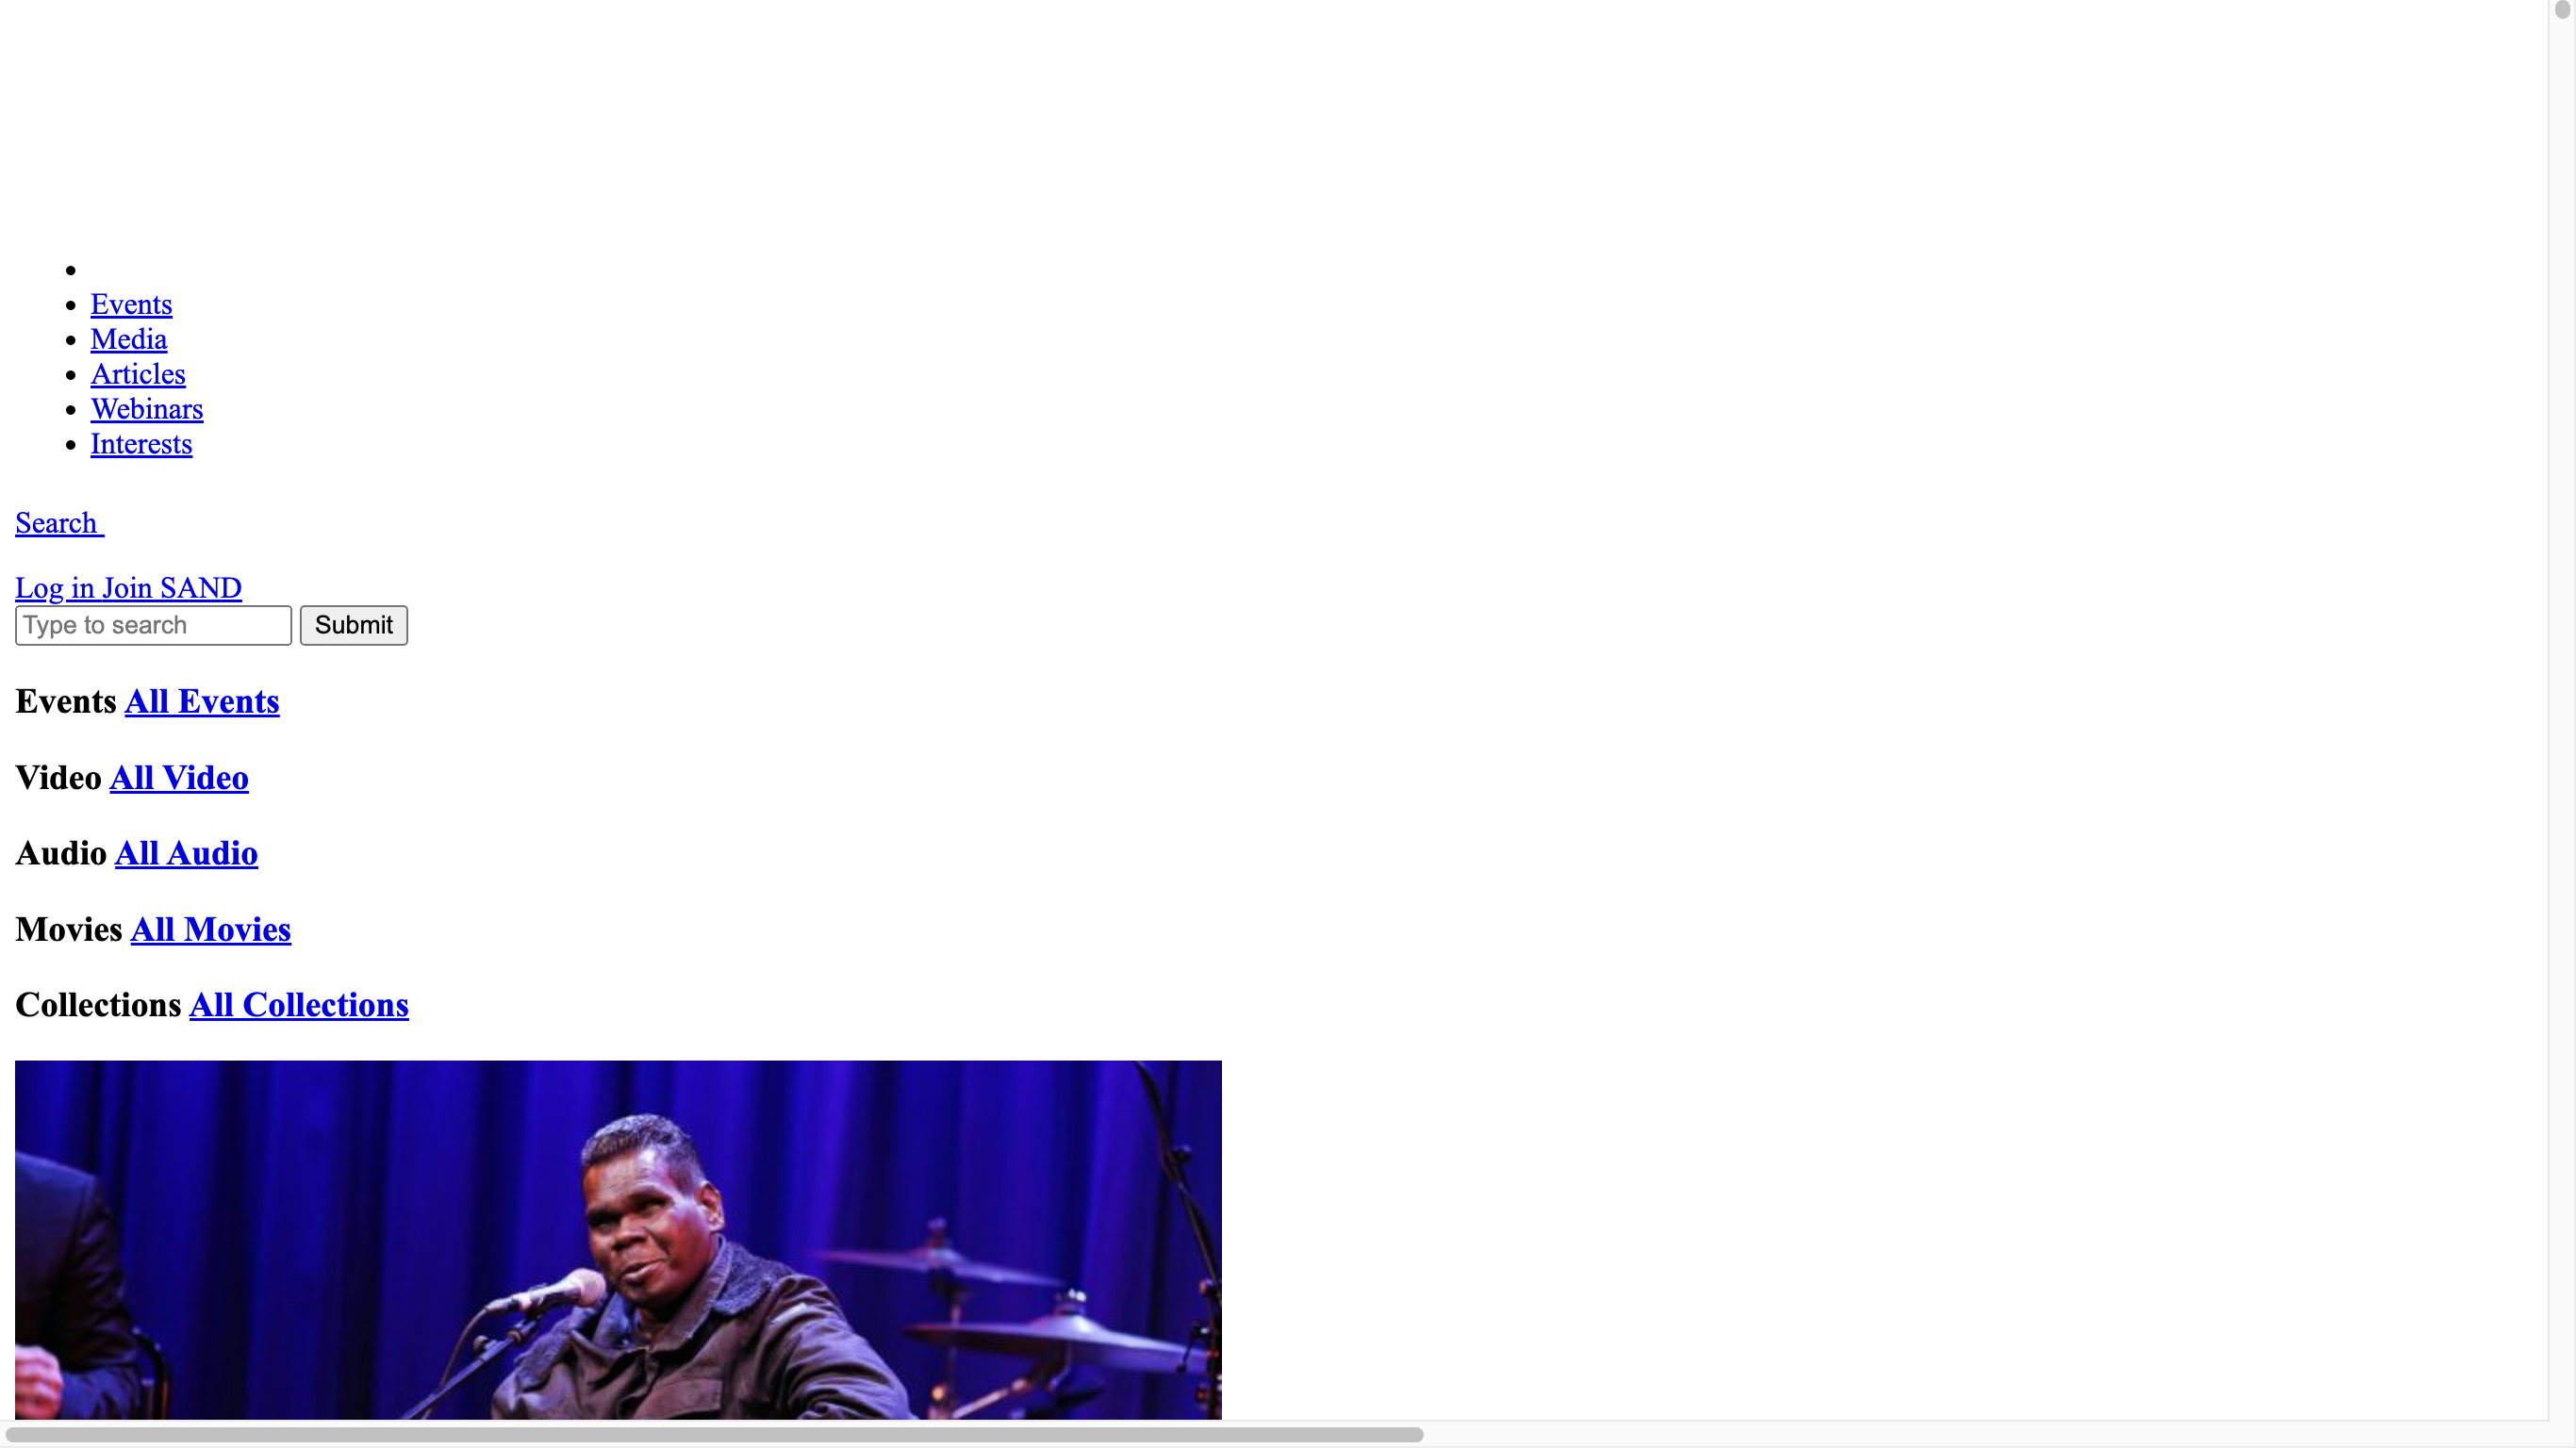 Events
Media
Articles
Webinars
Interests
Search
Log in Join SAND
Type to search Submit
Events All Events
Video All Video
Audio All Audio
Movies All Movies
Collections All Collections